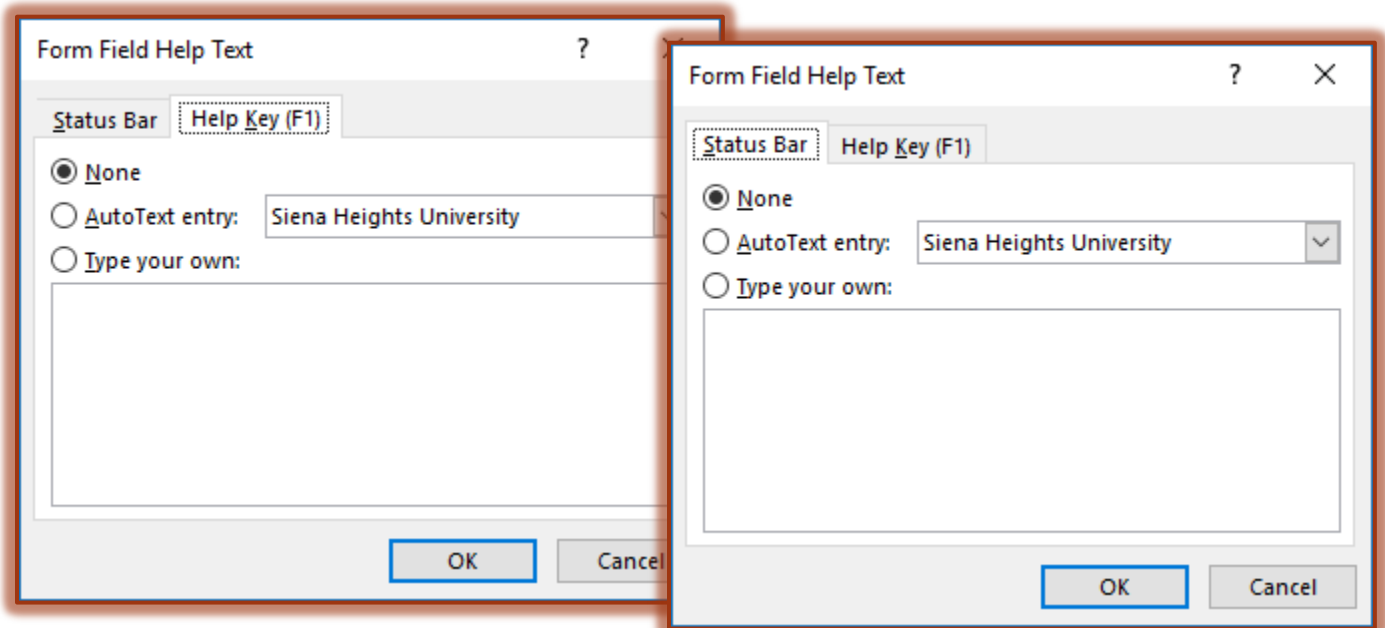 Form Field Help Text ?
Status Bar Help Key (F1)
None
AutoText entry: Siena Heights University
Type your own:
OK Cancel
Form Field Help Text ?
Status Bar Help Key (F1)
None
AutoText entry: Siena Heights University
Type your own:
OK Cancel